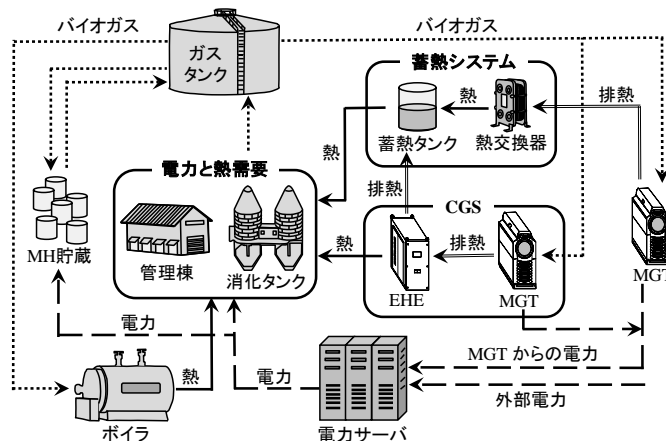 バイオガス
バイオガス
ガス
タンク
蓄熱システム
熱
排熱
蓄熱タンク
熱交換器
熱
電力と熱需要
排熱
CGS
熱
排熱
MH貯蔵
管理棟
消化タンク
EHE
MGT
MGT
電力
MGT からの電力
熱
電力
外部電力
ボイラ
電力サーバ